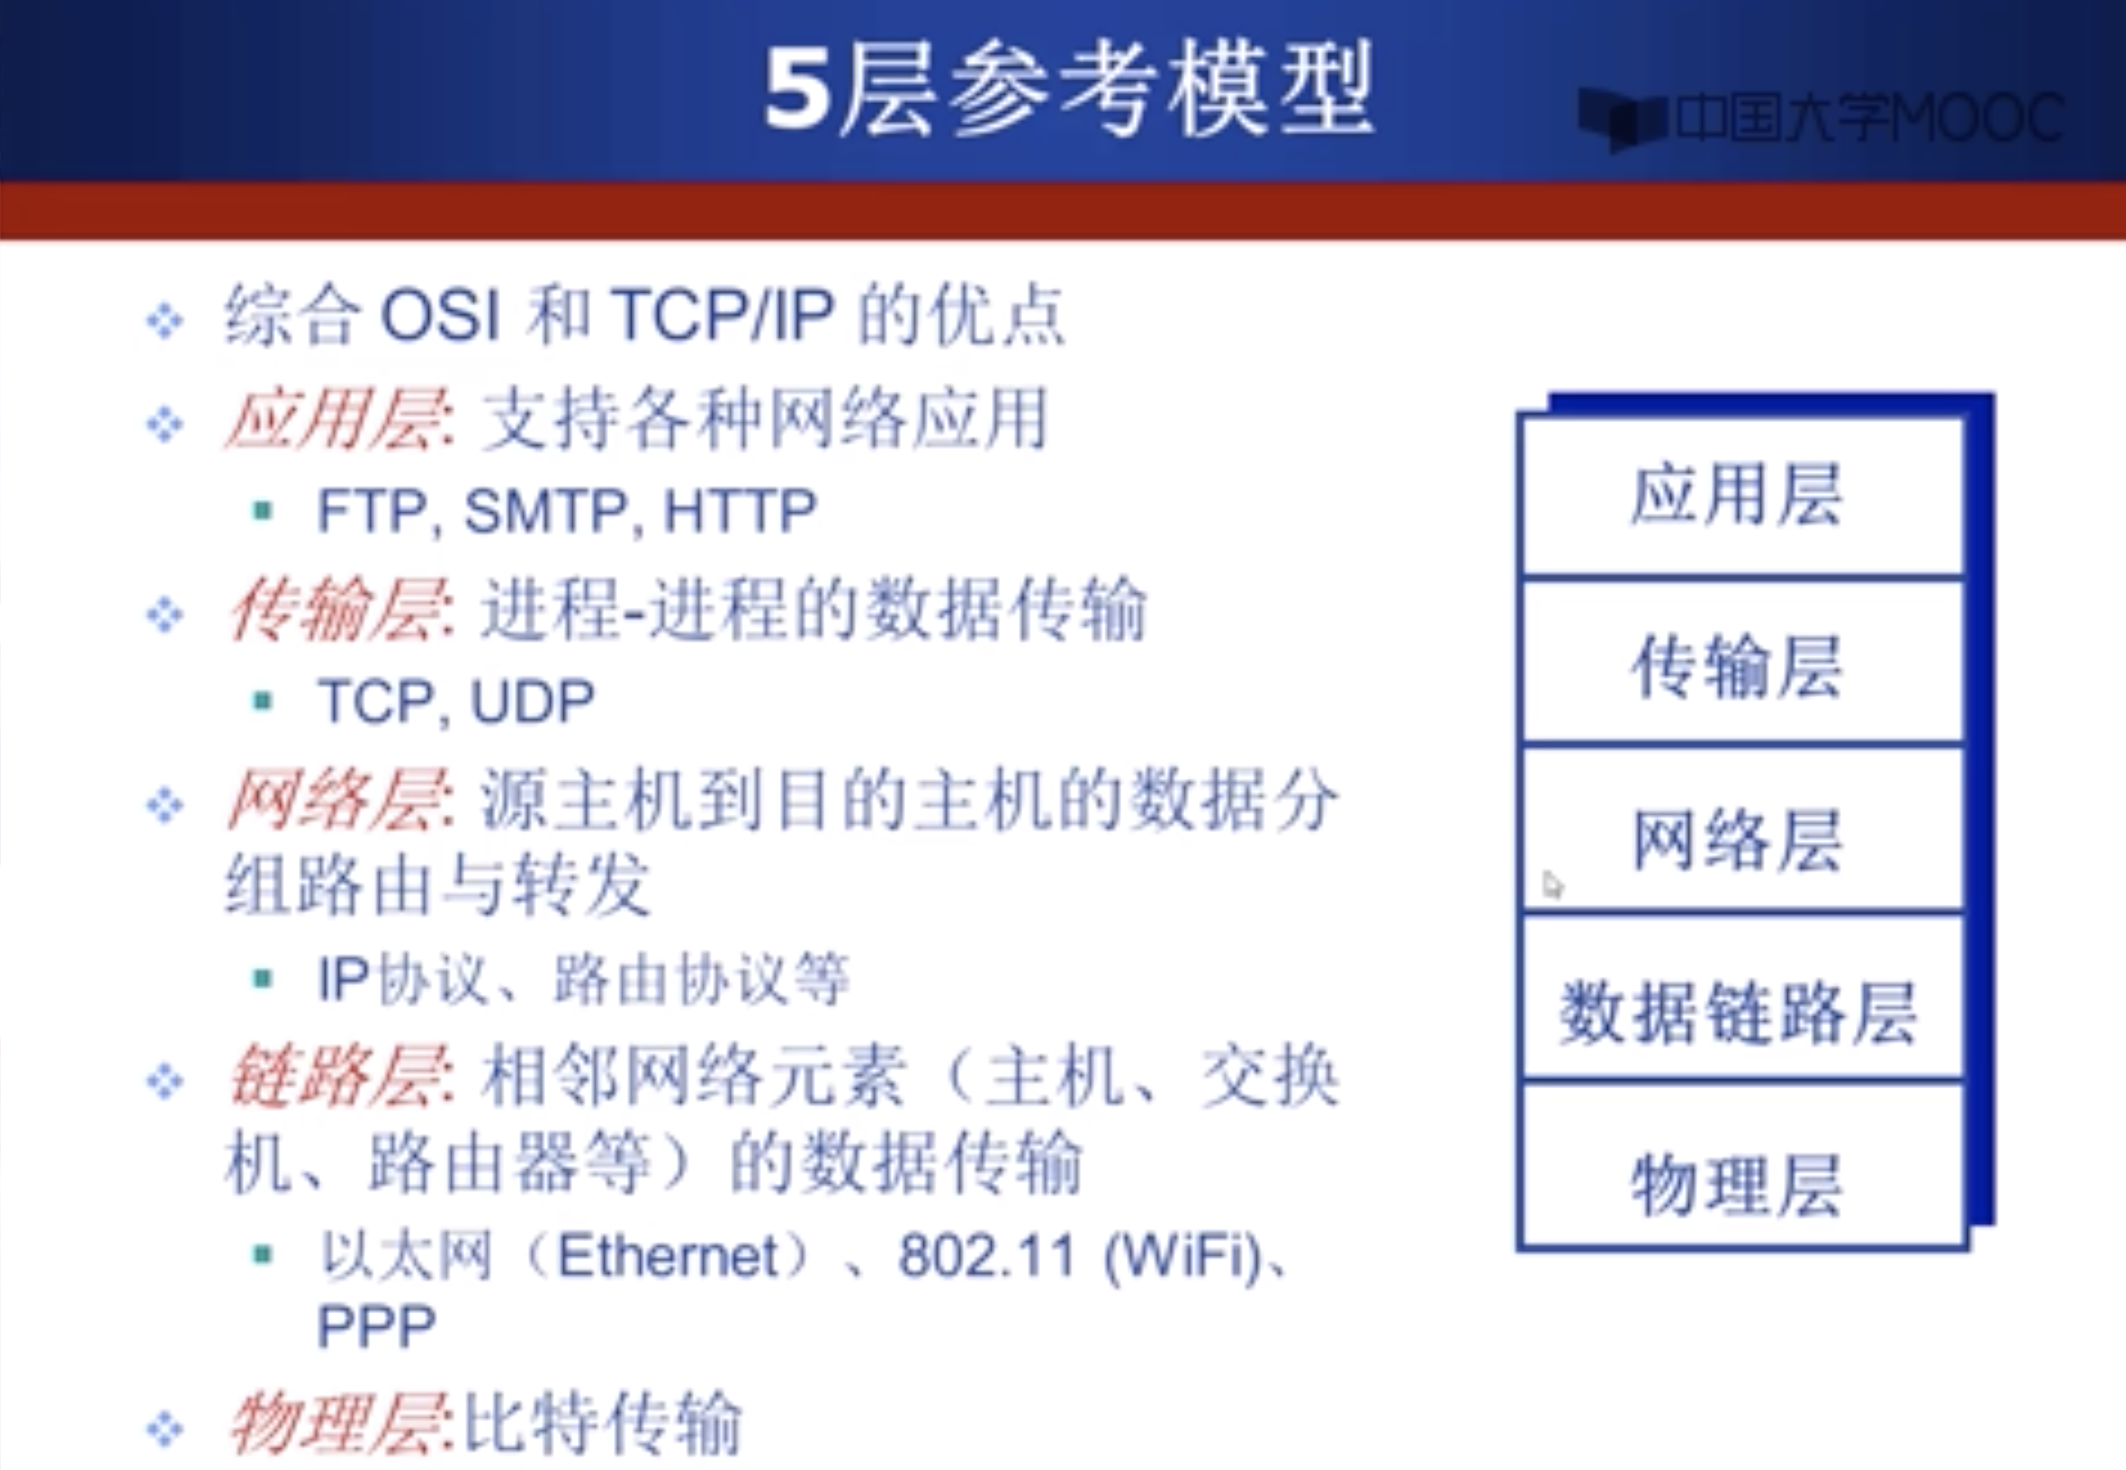 5层参考模型
中国大学MOOC
综合 OSI 和 TCP/IP 的优点
应用层: 支持各种网络应用
FTP, SMTP, HTTP
传输层: 进程-进程的数据传输
TCP, UDP
网络层: 源主机到目的主机的数据分
组路由与转发
IP协议、路由协议等
链路层: 相邻网络元素（主机、交换
机、路由器等）的数据传输
以太网（Ethernet）、802.11 (WiFi)、
PPP
物理层:比特传输
应用层
传输层
网络层
数据链路层
物理层